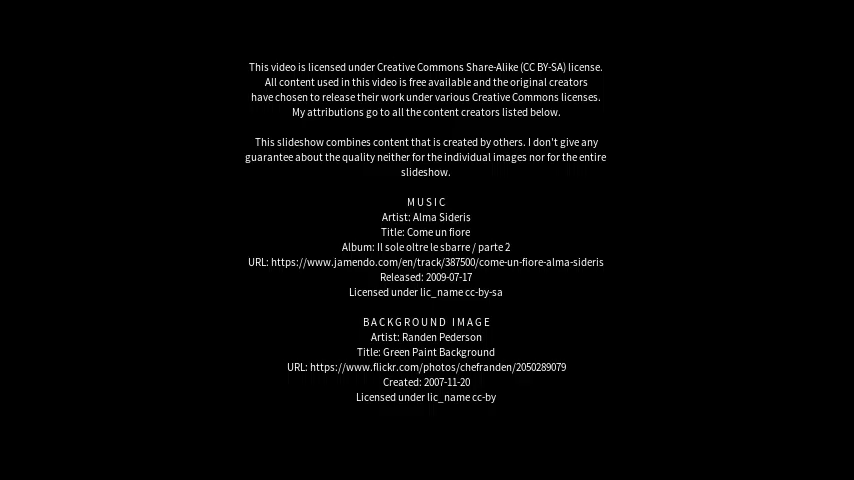 This video is licensed under Creative Commons Share-Alike (CC BY-SA) license.
All content used in this video is free available and the original creators
have chosen to release their work under various Creative Commons licenses.
My attributions go to all the content creators listed below.
This slideshow combines content that is created by others. I don't give any
guarantee about the quality neither for the individual images nor for the entire
slideshow.
MUSIC
Artist: Alma Sideris
Title: Come un fiore
Album: Il sole oltre le sbarre / parte 2
URL: https://www.jamendo.com/en/track/387500/come-un-fiore-alma-sideris
Released: 2009-07-17
Licensed under lic_name cc-by-sa
BACKGROUND IMAGE
Artist: Randen Pederson
Title: Green Paint Background
URL: https://www.flickr.com/photos/chefranden/2050289079
Created: 2007-11-20
Licensed under lic_name cc-by